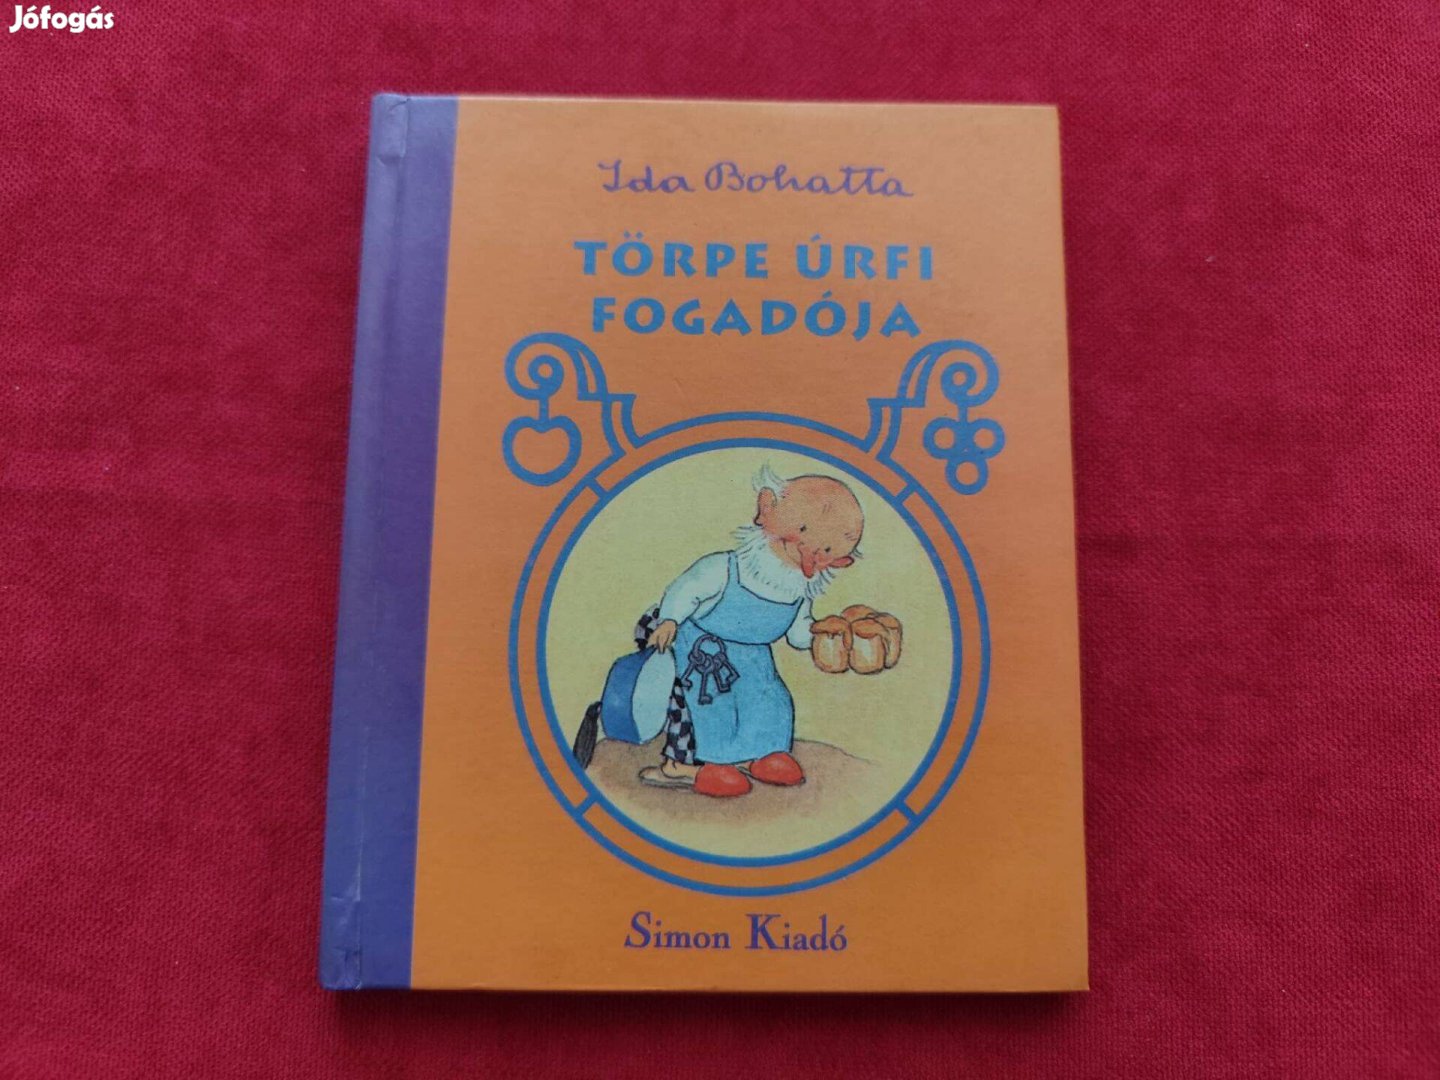 Jófogás
Ida Bohatta
TÖRPE ÚRFI
FOGADÓJA
Simon Kiadó